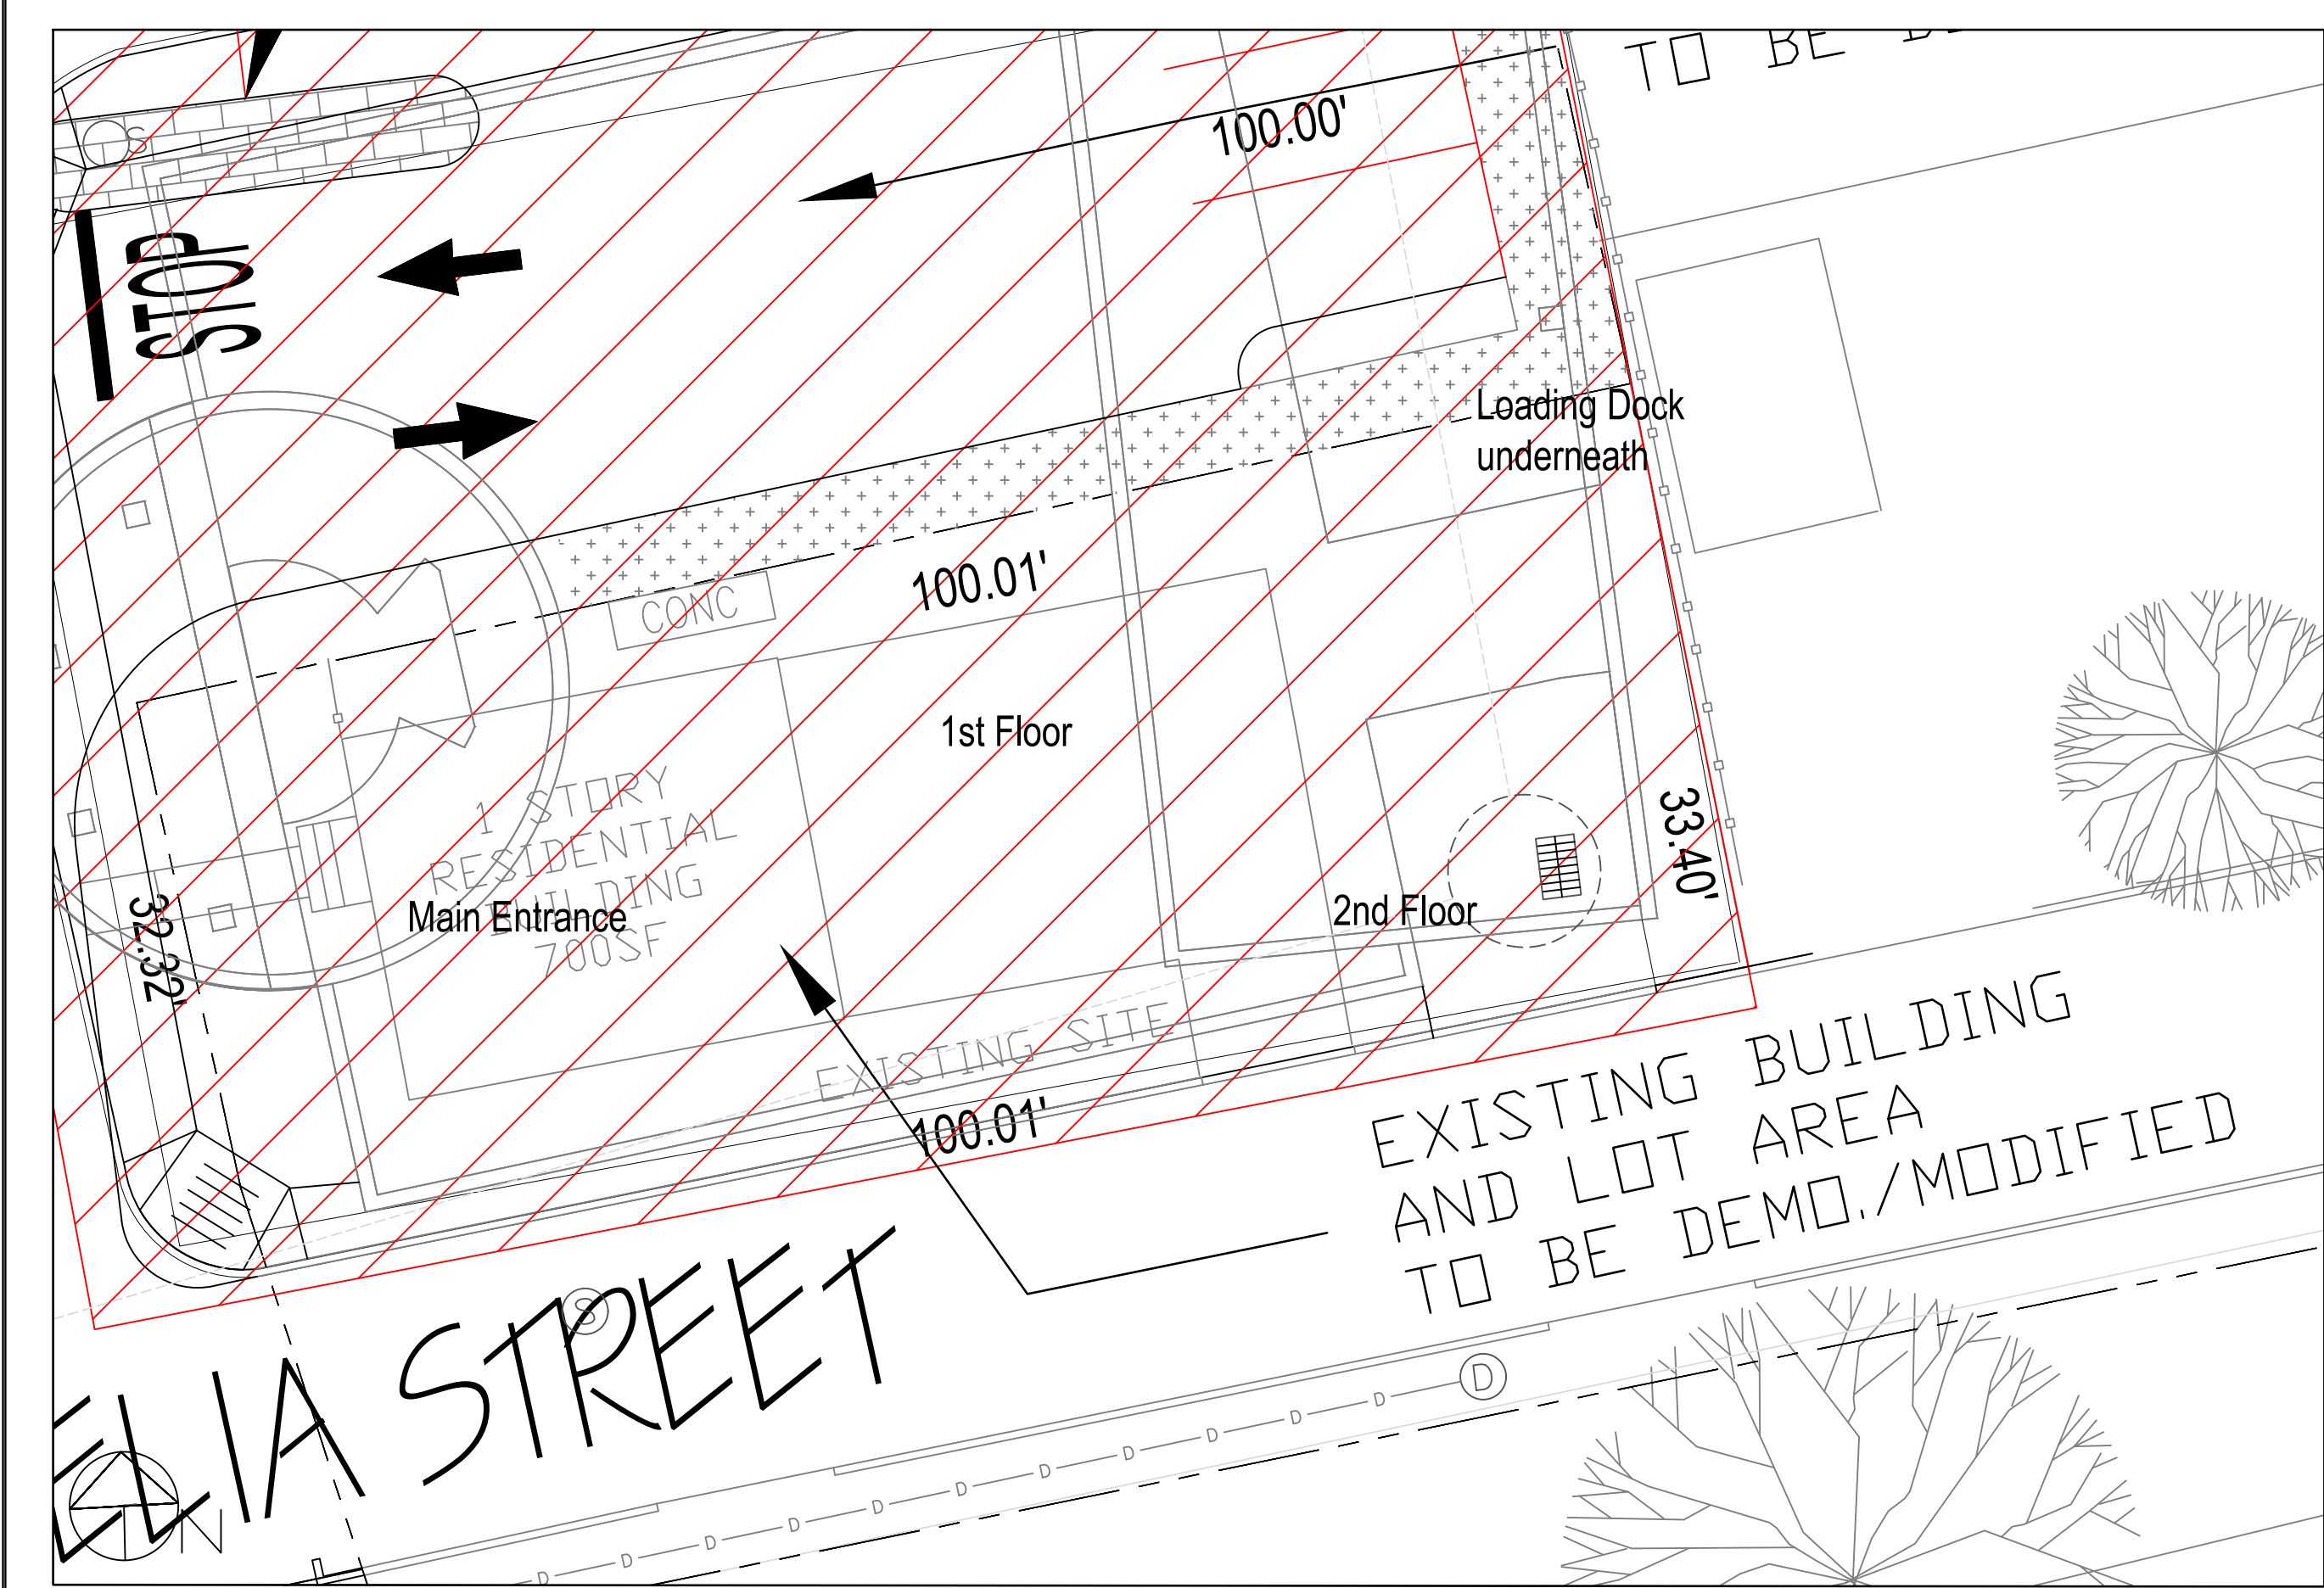 TO BE
S
100.00'
STOP
Loading Dock
underneath
100.01'
CONC
1st Floor
1 STORY
RESIDENTIAL
BUILDING
700SF
Main Entrance
2nd Floor
33.40'
32.32'
EXISTING SITE
100.01'
EXISTING BUILDING
AND LOT AREA
TO BE DEMO./MODIFIED
S
ELIA STREET
D
D D D D D D D D D D D
N